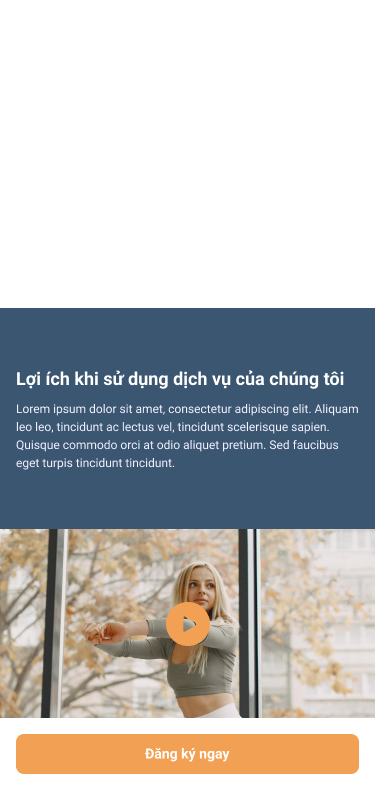 Lợi ích khi sử dụng dịch vụ của chúng tôi
Lorem ipsum dolor sit amet, consectetur adipiscing elit. Aliquam
leo leo, tincidunt ac lectus vel, tincidunt scelerisque sapien.
Quisque commodo orci at odio aliquet pretium. Sed faucibus
eget turpis tincidunt tincidunt.
Đăng ký ngay